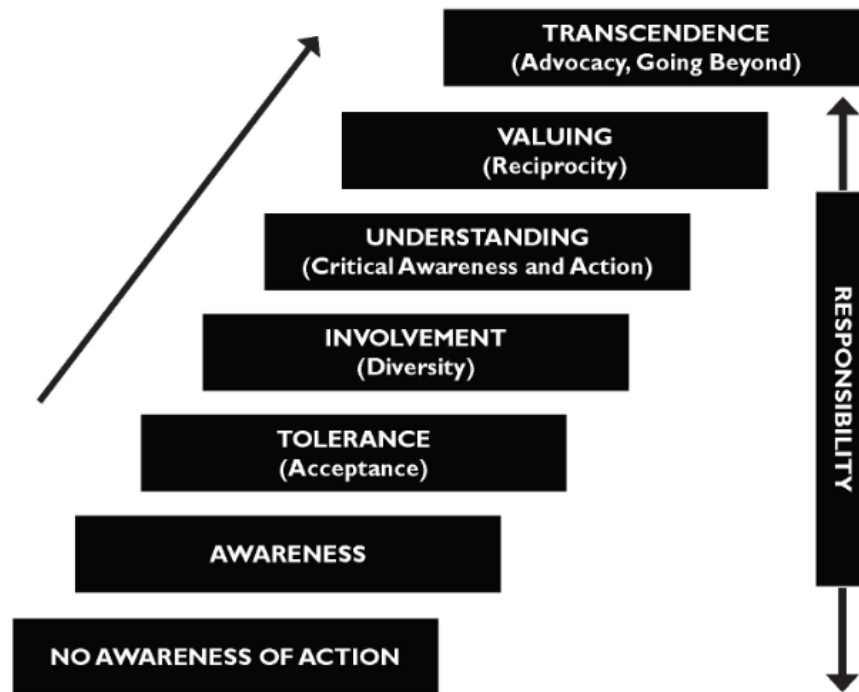 TRANSCENDENCE
(Advocacy, Going Beyond)
VALUING
(Reciprocity)
UNDERSTANDING
(Critical Awareness and Action)
INVOLVEMENT
(Diversity)
TOLERANCE
(Acceptance)
AWARENESS
NO AWARENESS OF ACTION
RESPONSIBILITY